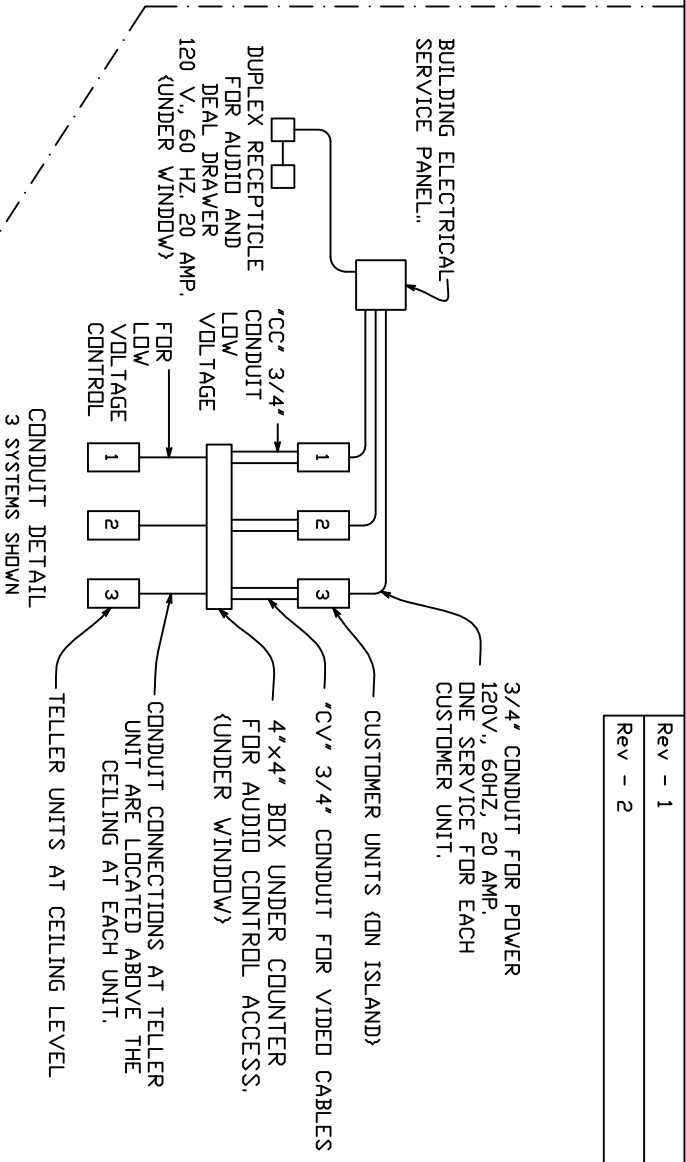 Rev - 1
Rev - 2
BUILDING ELECTRICAL
SERVICE PANEL..
DUPLEX RECEPTICLE
FOR AUDIO AND
DEAL DRAWER
120 V., 60 HZ. 20 AMP.
(UNDER WINDOW)
3/4" CONDUIT FOR POWER
120V., 60HZ, 20 AMP.
ONE SERVICE FOR EACH
CUSTOMER UNIT.
CUSTOMER UNITS (ON ISLAND)
"CV" 3/4" CONDUIT FOR VIDEO CABLES
4"x4" BOX UNDER COUNTER
FOR AUDIO CONTROL ACCESS.
(UNDER WINDOW)
CONDUIT CONNECTIONS AT TELLER
UNIT ARE LOCATED ABOVE THE
CEILING AT EACH UNIT.
TELLER UNITS AT CEILING LEVEL
"CC" 3/4"
CONDUIT
LOW
VOLTAGE
FOR
LOW
VOLTAGE
CONTROL
1
2
3
1
2
3
CONDUIT DETAIL
3 SYSTEMS SHOWN